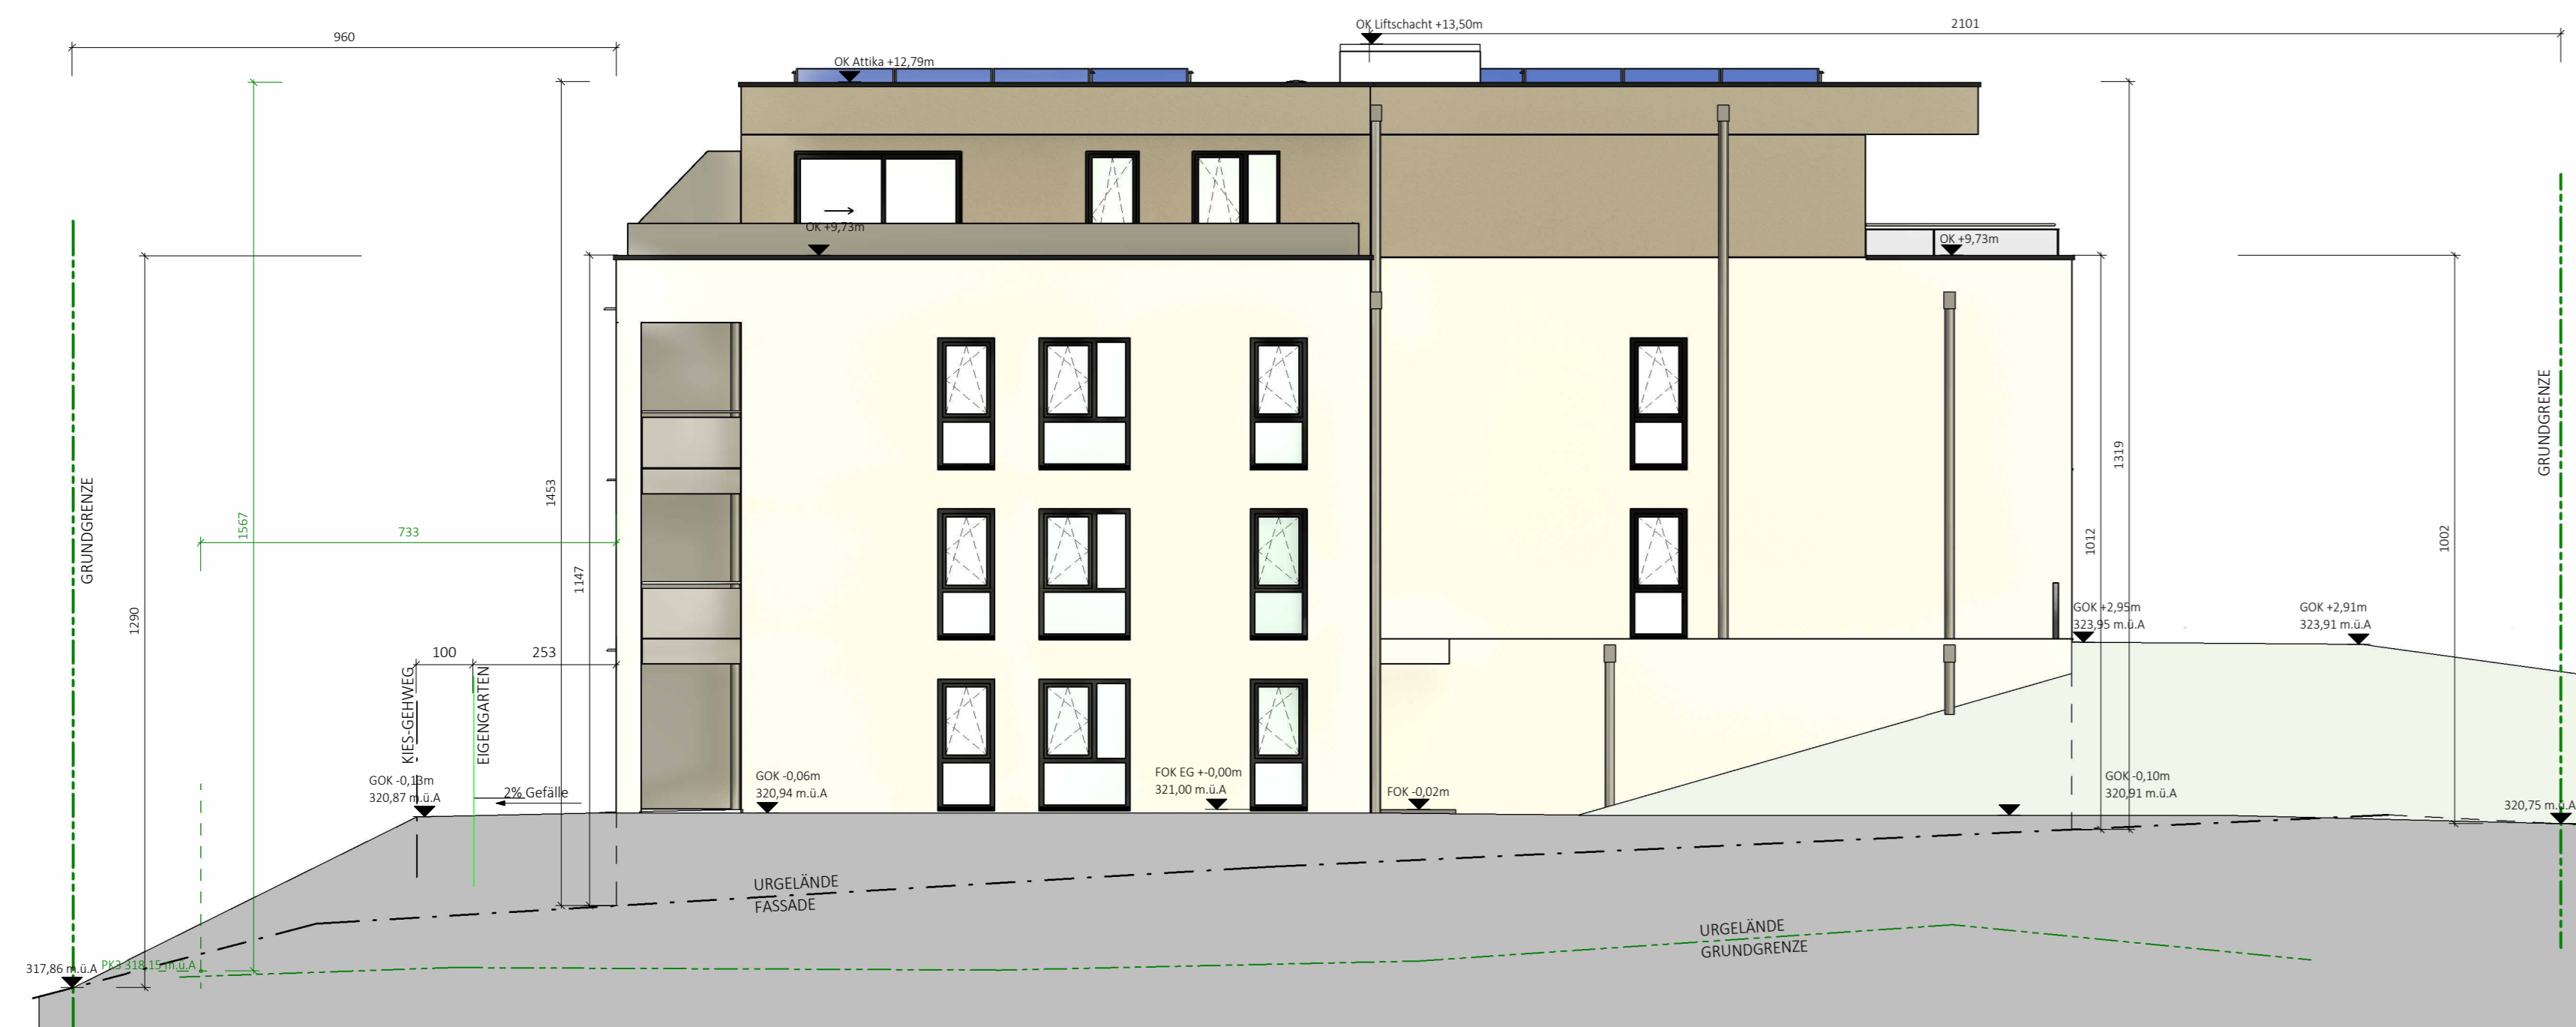 OK Liftschacht +13,50m
2101
960
OK Attika +12,79m
OK +9,73m
OK +9,73m
GRUNDGRENZE
GRUNDGRENZE
1567
733
1453
1147
1290
1319
1012
1002
100
253
KIES-GEHWEG
EIGENGARTEN
GOK +2,95m
323,95 m.ü.A
GOK +2,91m
323,91 m.ü.A
GOK -0,13m
320,87 m.ü.A
2% Gefälle
GOK -0,06m
320,94 m.ü.A
FOK EG +-0,00m
321,00 m.ü.A
FOK -0,02m
GOK -0,10m
320,91 m.ü.A
320,75 m.ü.A
URGELÄNDE
FASSADE
URGELÄNDE
GRUNDGRENZE
317,86 m.ü.A
PK3 318,15 m.ü.A